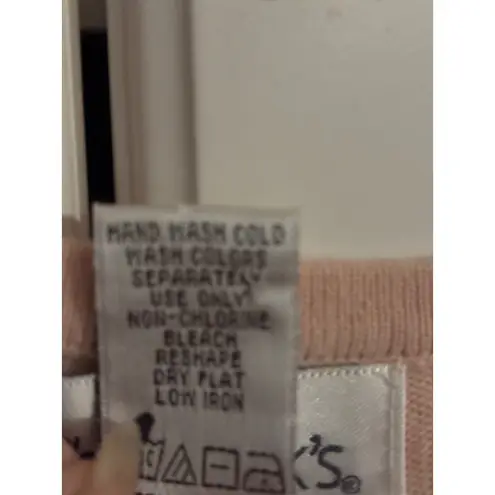 HAND WASH COLD
WASH COLORS
SEPARATELY
USE ONLY
NON-CHLORINE
BLEACH
RESHAPE
DRY FLAT
LOW IRON
'S®